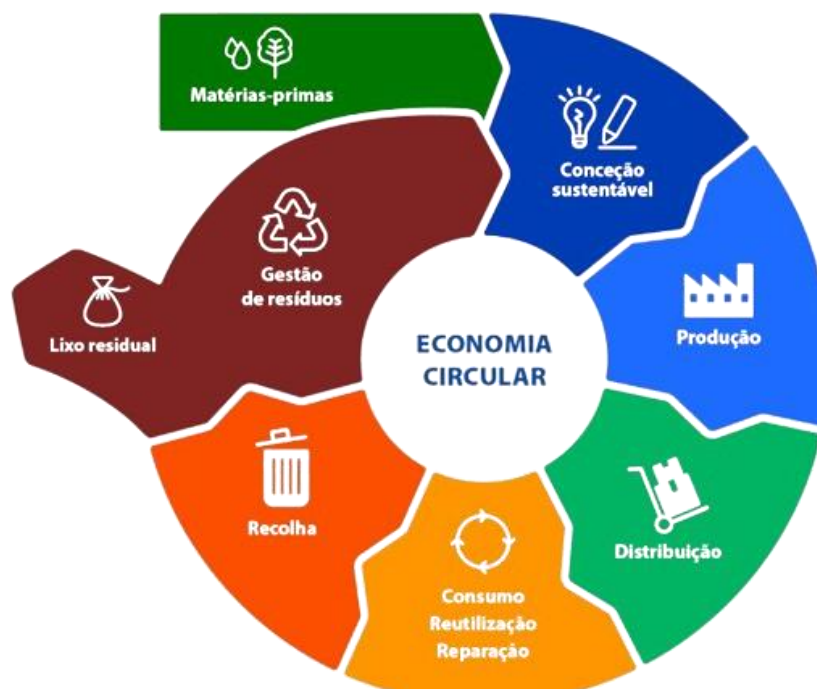 Matérias-primas
Conceção
sustentável
Produção
Distribuição
Consumo
Reutilização
Reparação
Recolha
Gestão
de resíduos
Lixo residual
ECONOMIA
CIRCULAR